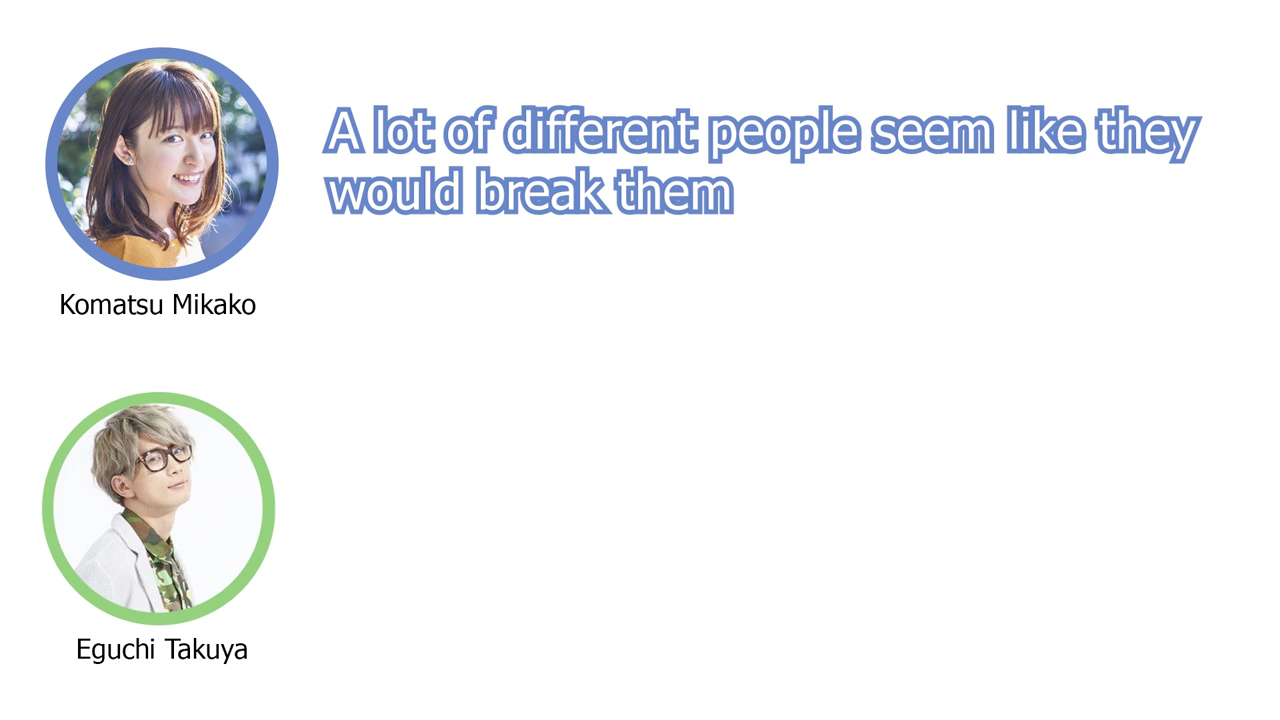 A lot of different people seem like they
would break them
Komatsu Mikako
Eguchi Takuya